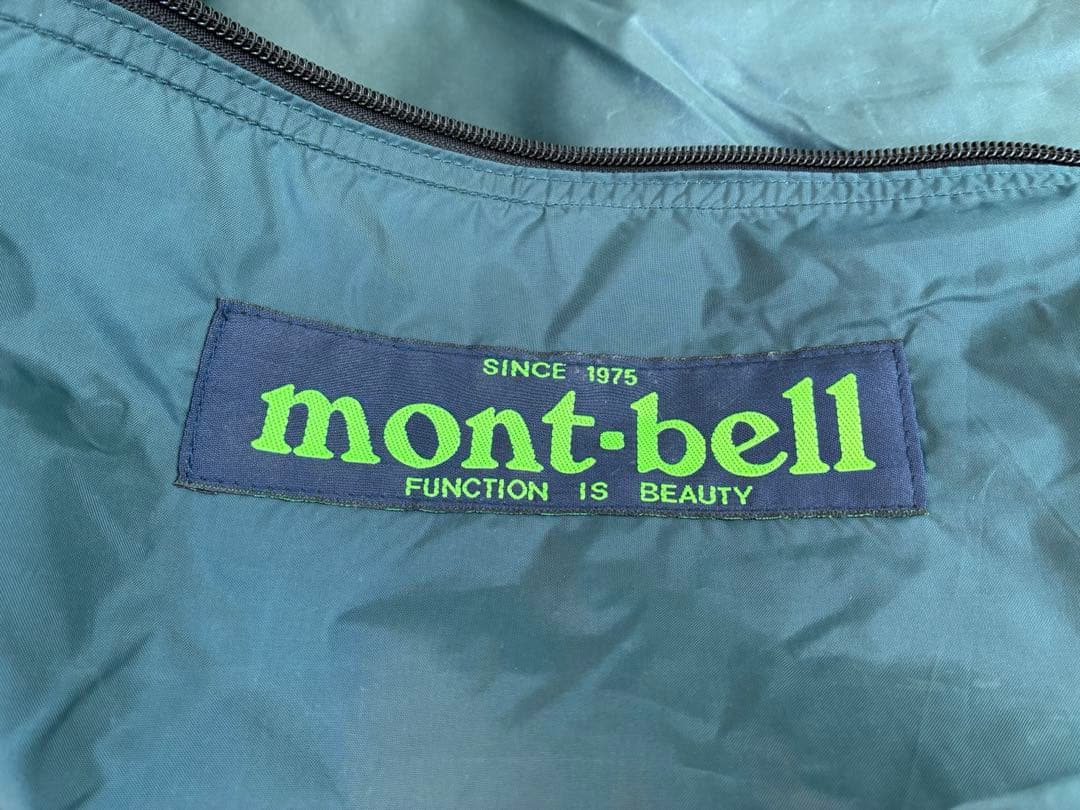 SINCE 1975
mont-bell
FUNCTION IS BEAUTY